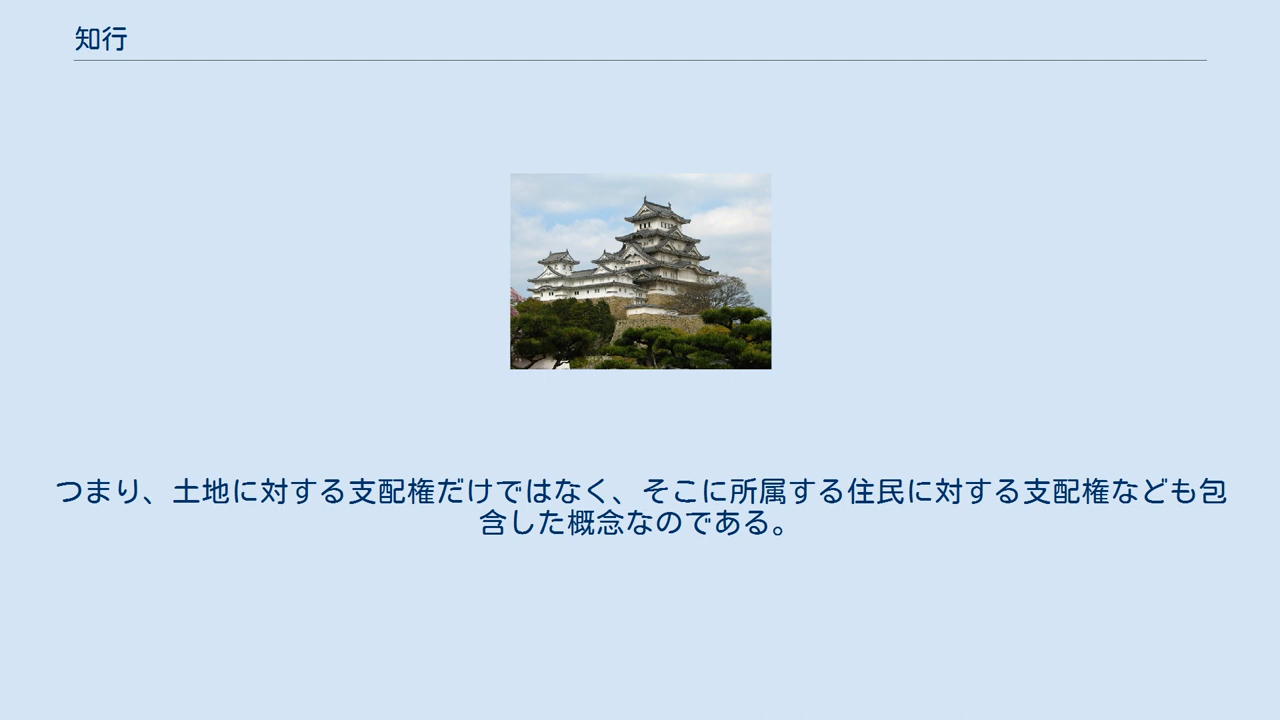 知行
つまり、土地に対する支配権だけではなく、そこに所属する住民に対する支配権なども包
含した概念なのである。